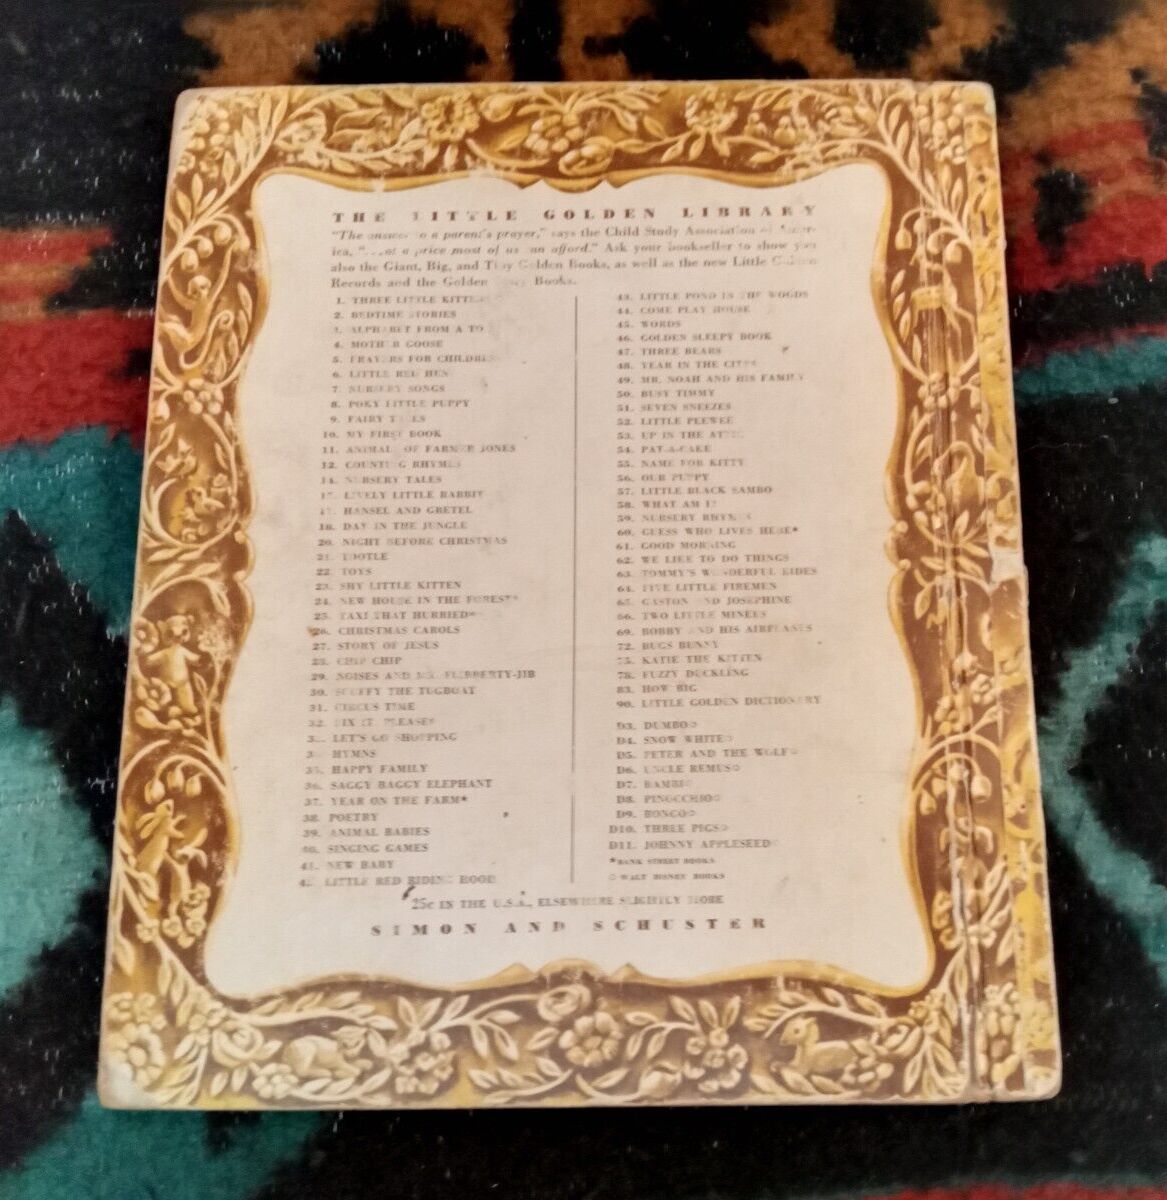 THE LITTLE GOLDEN LIBRARY
"The answer to a parent's prayer," says the Child Study Association of Amer-
ica, "...at a price most of us can afford." Ask your bookseller to show you
also the Giant, Big, and Tiny Golden Books, as well as the new Little Golden
Records and the Golden Books.
1. THREE LITTLE KITTENS
2. BEDTIME STORIES
3. ALPHABET FROM A TO
4. MOTHER GOOSE
5. PRAYERS FOR CHILDREN
6. LITTLE RED HEN
7. NURSERY SONGS
8. POKY LITTLE PUPPY
9. FAIRY TALES
10. MY FIRST BOOK
11. ANIMALS OF FARMER JONES
12. COUNTING RHYMES
14. NURSERY TALES
15. LIVELY LITTLE RABBIT
17. HANSEL AND GRETEL
18. DAY IN THE JUNGLE
20. NIGHT BEFORE CHRISTMAS
21. TOOTLE
22. TOYS
23. SHY LITTLE KITTEN
24. NEW HOUSE IN THE FOREST*
25. TAXI THAT HURRIED*
26. CHRISTMAS CAROLS
27. STORY OF JESUS
28. CHIP CHIP
29. NOISES AND MR. FLIBBERTY-JIB
30. SCUFFY THE TUGBOAT
31. CIRCUS TIME
32. FIX IT, PLEASE*
33. LET'S GO SHOPPING
34. HYMNS
35. HAPPY FAMILY
36. SAGGY BAGGY ELEPHANT
37. YEAR ON THE FARM*
38. POETRY
39. ANIMAL BABIES
40. SINGING GAMES
41. NEW BABY
42. LITTLE RED RIDING HOOD
43. LITTLE POND IN THE WOODS
44. COME PLAY HOUSE
45. WORDS
46. GOLDEN SLEEPY BOOK
47. THREE BEARS
48. YEAR IN THE CITY*
49. MR. NOAH AND HIS FAMILY
50. BUSY TIMMY
51. SEVEN SNEEZES
52. LITTLE PEEWEE
53. UP IN THE ATTIC
54. PAT-A-CAKE
55. NAME FOR KITTY
56. OUR PUPPY
57. LITTLE BLACK SAMBO
58. WHAT AM I?
59. NURSERY RHYMES
60. GUESS WHO LIVES HERE*
61. GOOD MORNING
62. WE LIKE TO DO THINGS
63. TOMMY'S WONDERFUL RIDES
64. FIVE LITTLE FIREMEN
65. GASTON AND JOSEPHINE
66. TWO LITTLE MINERS
69. BOBBY AND HIS AIRPLANES
72. BUGS BUNNY
75. KATIE THE KITTEN
78. FUZZY DUCKLING
83. HOW BIG
90. LITTLE GOLDEN DICTIONARY
D3. DUMBO○
D4. SNOW WHITE○
D5. PETER AND THE WOLF○
D6. UNCLE REMUS○
D7. BAMBI○
D8. PINOCCHIO○
D9. BONGO○
D10. THREE PIGS○
D11. JOHNNY APPLESEED○
*BANK STREET BOOKS
○ WALT DISNEY BOOKS
25c IN THE U.S.A., ELSEWHERE SLIGHTLY MORE
SIMON AND SCHUSTER